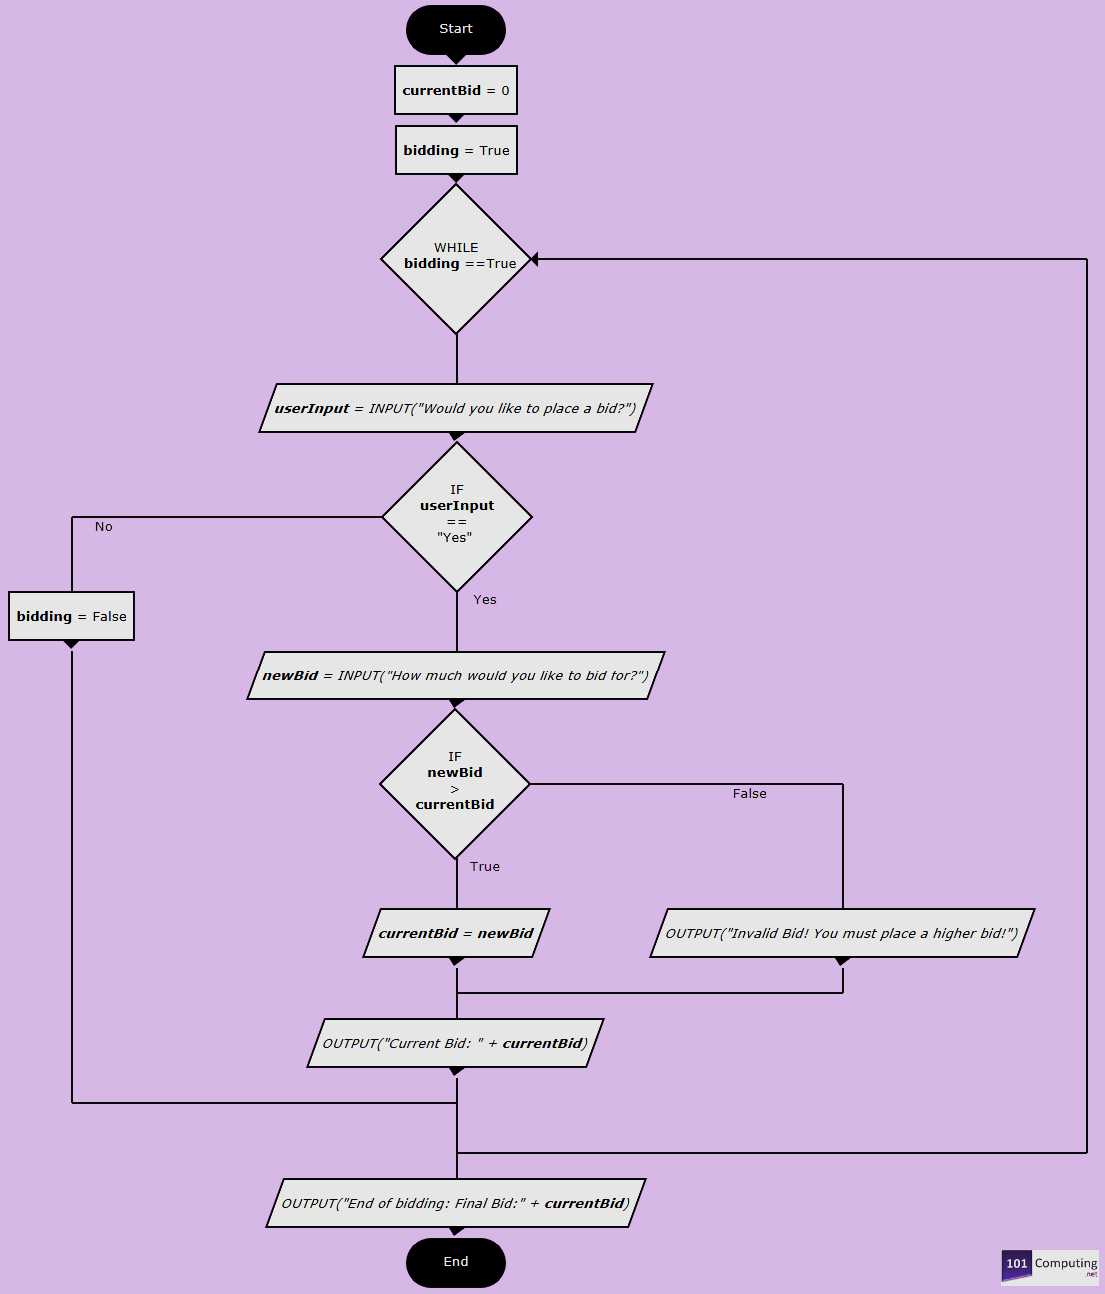 Start
currentBid = 0
bidding = True
WHILE
bidding ==True
userInput = INPUT("Would you like to place a bid?")
IF
userInput
==
"Yes"
No
Yes
bidding = False
newBid = INPUT("How much would you like to bid for?")
IF
newBid
>
currentBid
False
True
currentBid = newBid
OUTPUT("Invalid Bid! You must place a higher bid!")
OUTPUT("Current Bid: " + currentBid)
OUTPUT("End of bidding: Final Bid:" + currentBid)
End
101 Computing
.net